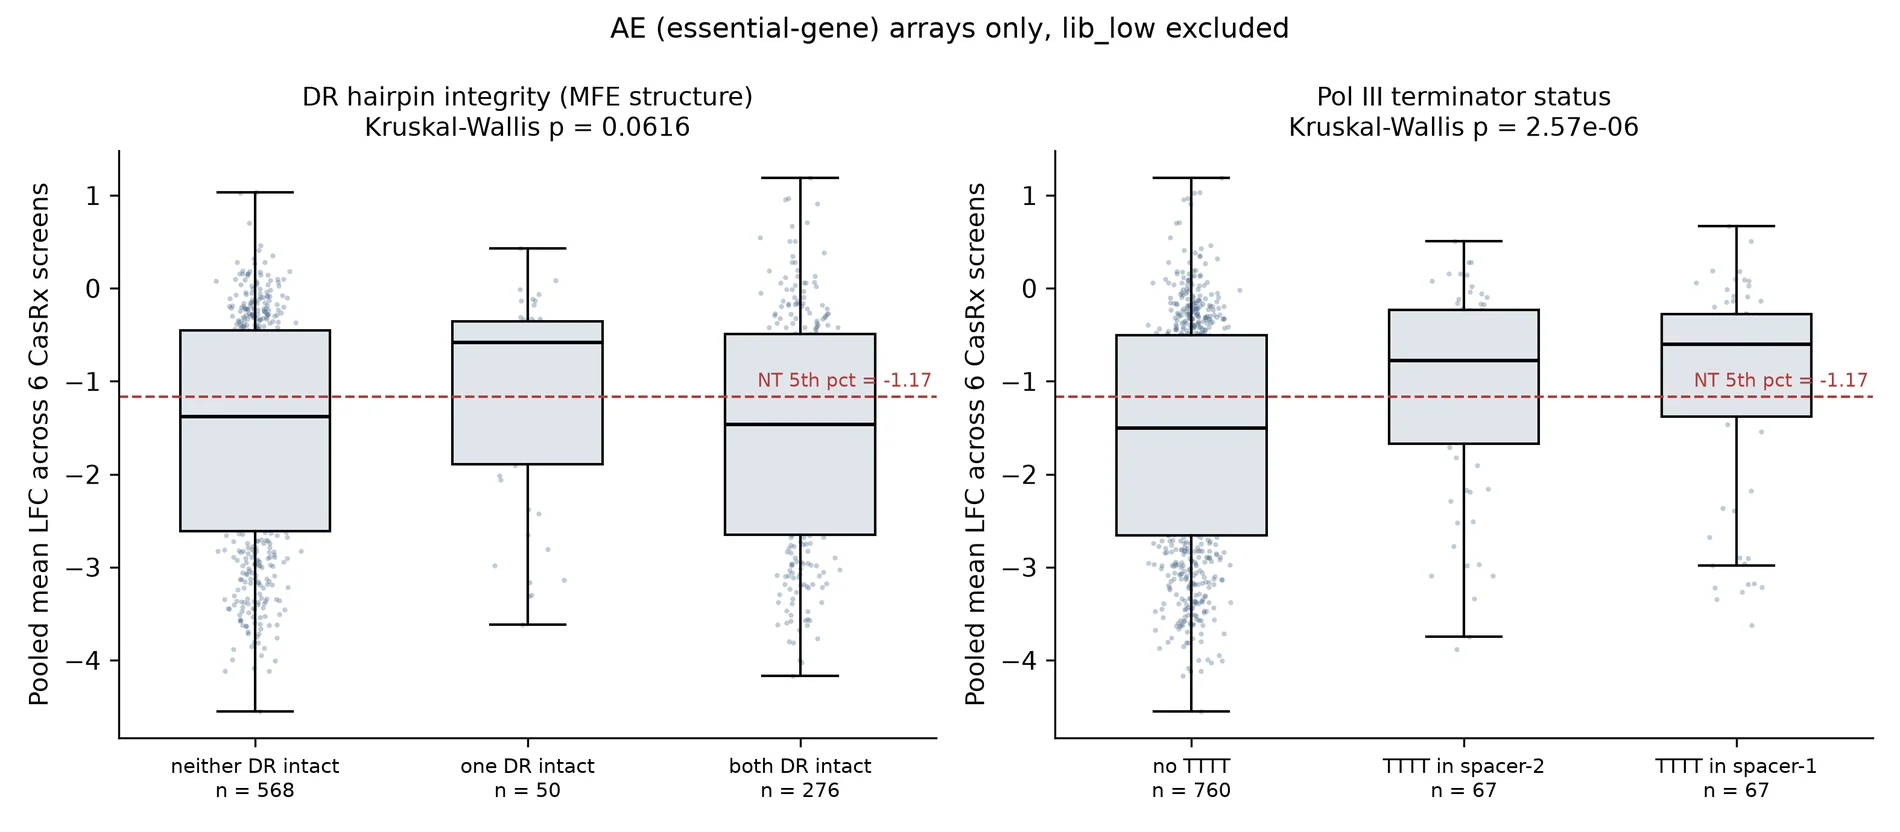 AE (essential-gene) arrays only, lib_low excluded
DR hairpin integrity (MFE structure)
Kruskal-Wallis p = 0.0616
Pooled mean LFC across 6 CasRx screens
1
0
−1
−2
−3
−4
NT 5th pct = -1.17
neither DR intact
n = 568
one DR intact
n = 50
both DR intact
n = 276
Pol III terminator status
Kruskal-Wallis p = 2.57e-06
Pooled mean LFC across 6 CasRx screens
1
0
−1
−2
−3
−4
NT 5th pct = -1.17
no TTTT
n = 760
TTTT in spacer-2
n = 67
TTTT in spacer-1
n = 67